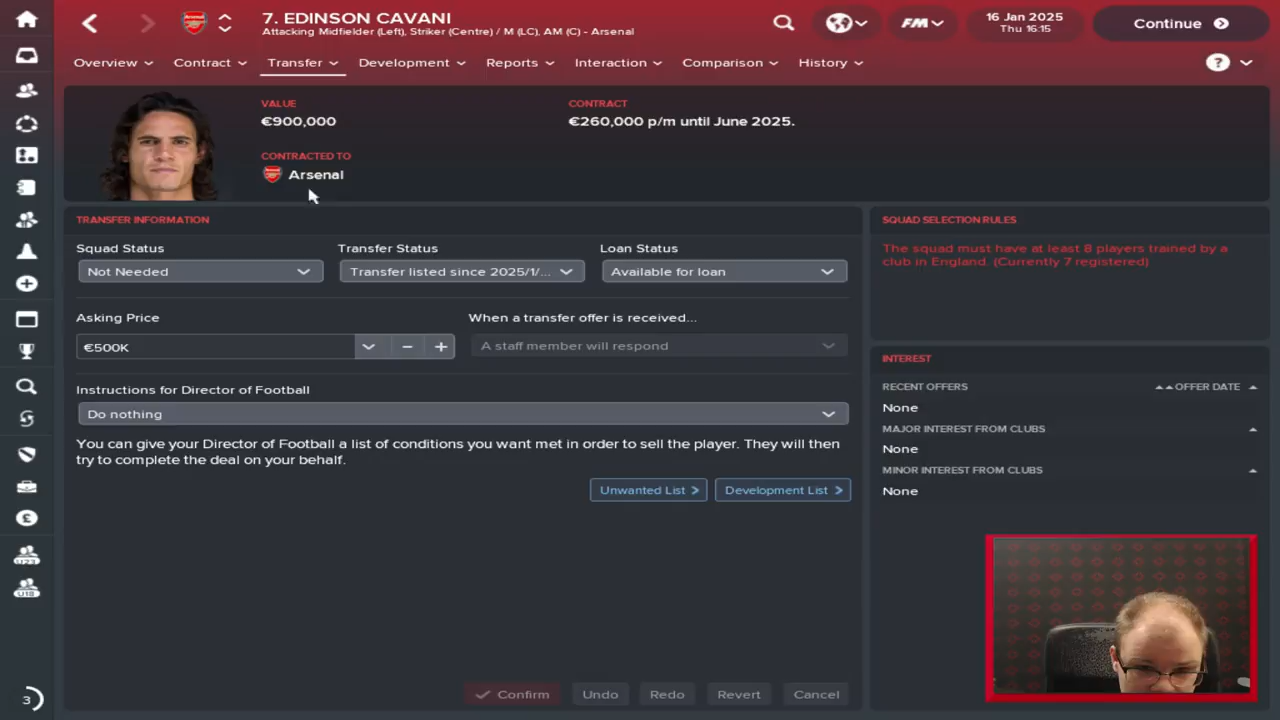 7. EDINSON CAVANI
Attacking Midfielder (Left), Striker (Centre) / M (LC), AM (C) - Arsenal
FM
16 Jan 2025
Thu 16:15
Continue
Overview
Contract
Transfer
Development
Reports
Interaction
Comparison
History
?
VALUE
€900,000
CONTRACT
€260,000 p/m until June 2025.
CONTRACTED TO
Arsenal
TRANSFER INFORMATION
Squad Status
Transfer Status
Loan Status
Not Needed
Transfer listed since 2025/1/...
Available for loan
Asking Price
When a transfer offer is received...
€500K
A staff member will respond
Instructions for Director of Football
Do nothing
You can give your Director of Football a list of conditions you want met in order to sell the player. They will then
try to complete the deal on your behalf.
Unwanted List >
Development List >
Confirm
Undo
Redo
Revert
Cancel
SQUAD SELECTION RULES
The squad must have at least 8 players trained by a
club in England. (Currently 7 registered)
INTEREST
RECENT OFFERS
OFFER DATE
None
MAJOR INTEREST FROM CLUBS
None
MINOR INTEREST FROM CLUBS
None
U23
U18
3